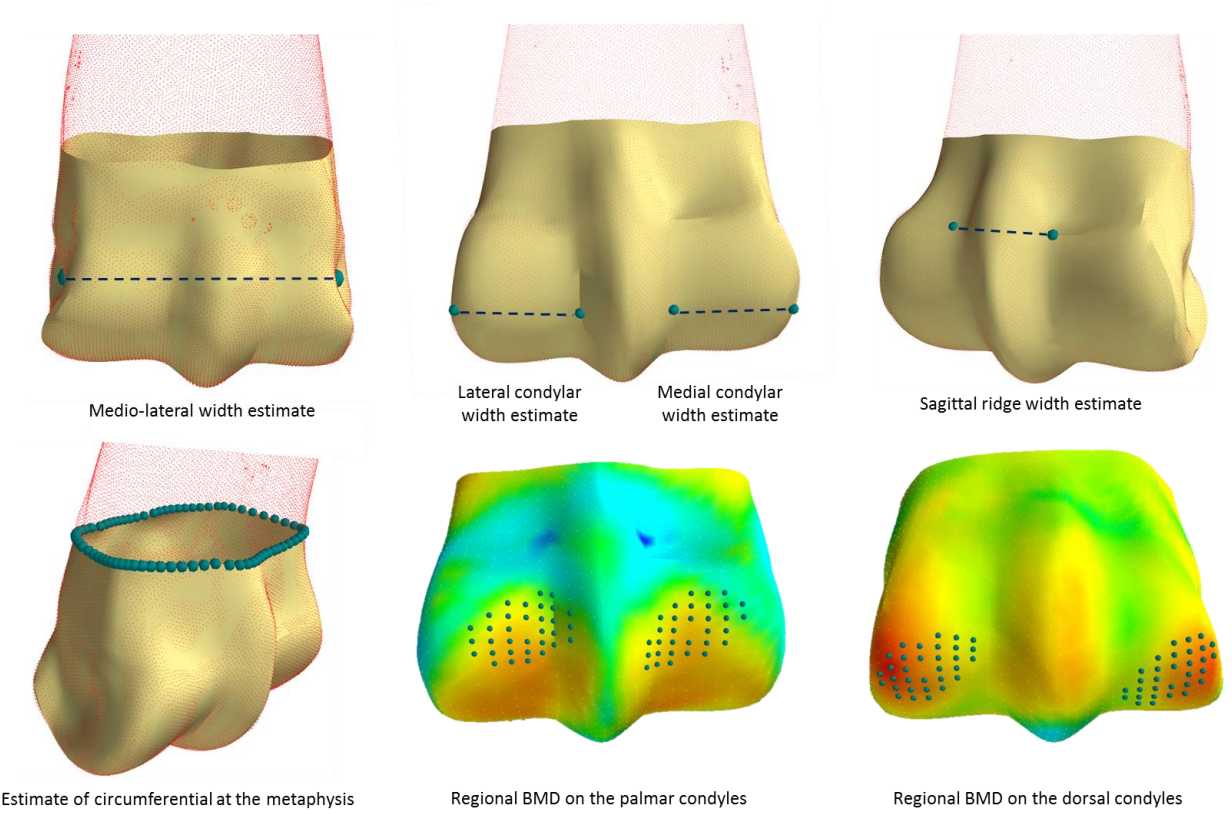 Medio-lateral width estimate
Lateral condylar
width estimate
Medial condylar
width estimate
Sagittal ridge width estimate
Estimate of circumferential at the metaphysis
Regional BMD on the palmar condyles
Regional BMD on the dorsal condyles